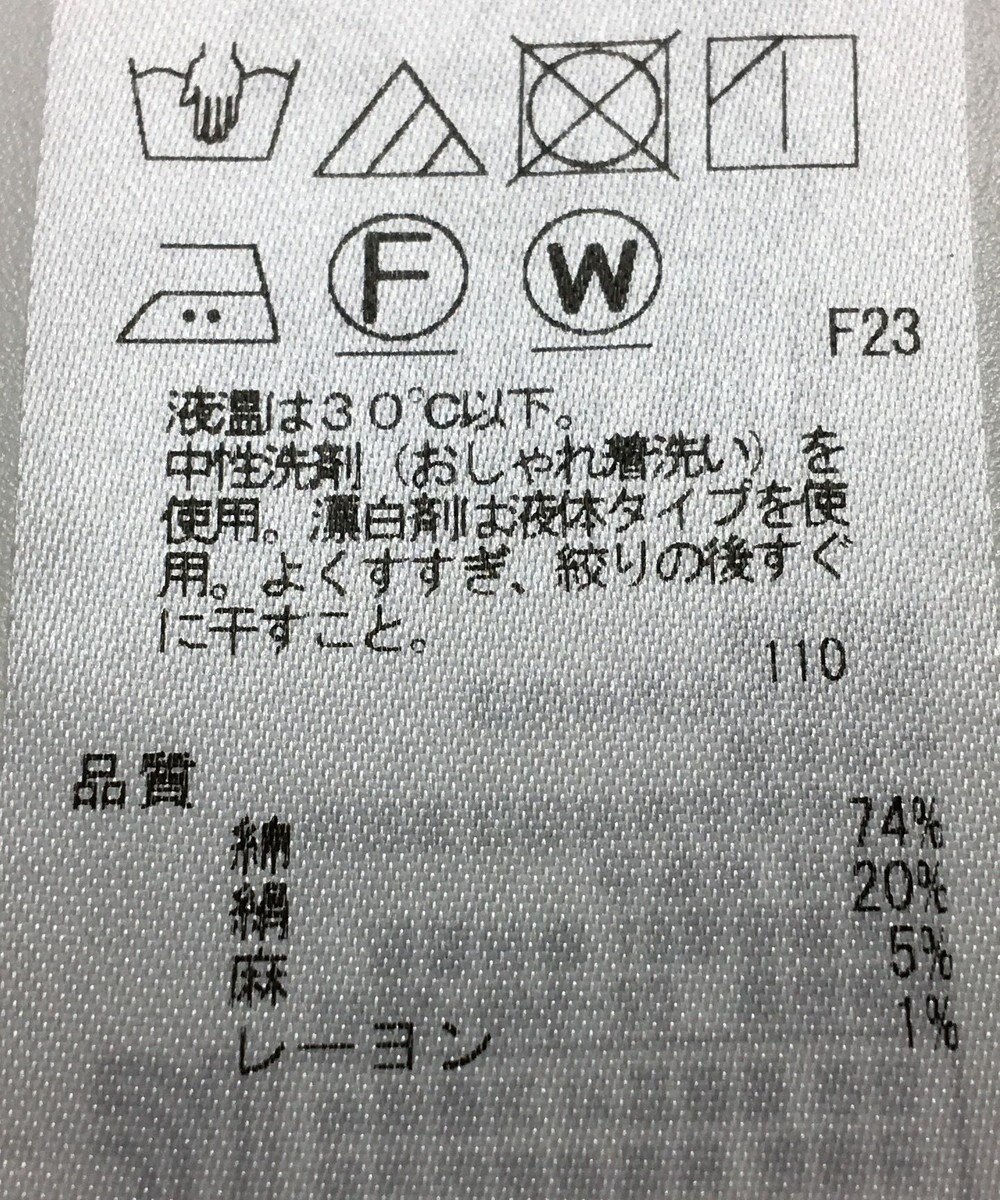 F W
F23
液温は30℃以下。
中性洗剤（おしゃれ着洗い）を
使用。漂白剤は液体タイプを使
用。よくすすぎ、絞りの後すぐ
に干すこと。
110
品質
綿 74%
絹 20%
麻 5%
レーヨン 1%